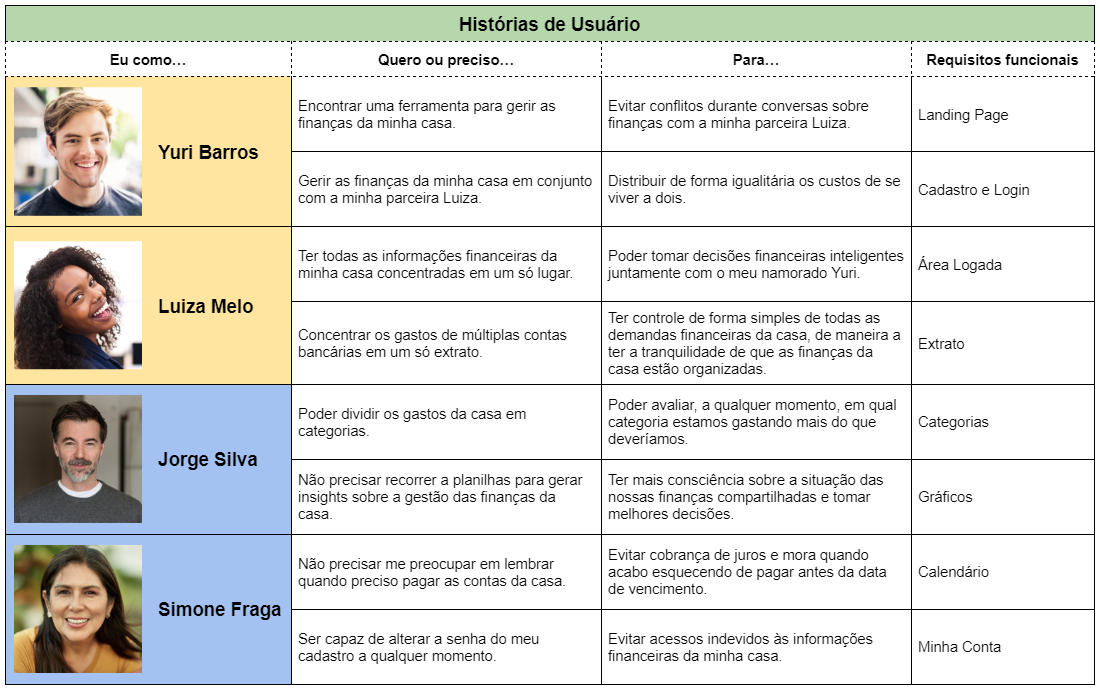 Histórias de Usuário
Eu como…
Quero ou preciso…
Para…
Requisitos funcionais
Yuri Barros
Encontrar uma ferramenta para gerir as
finanças da minha casa.
Evitar conflitos durante conversas sobre
finanças com a minha parceira Luiza.
Landing Page
Gerir as finanças da minha casa em conjunto
com a minha parceira Luiza.
Distribuir de forma igualitária os custos de se
viver a dois.
Cadastro e Login
Luiza Melo
Ter todas as informações financeiras da
minha casa concentradas em um só lugar.
Poder tomar decisões financeiras inteligentes
juntamente com o meu namorado Yuri.
Área Logada
Concentrar os gastos de múltiplas contas
bancárias em um só extrato.
Ter controle de forma simples de todas as
demandas financeiras da casa, de maneira a
ter a tranquilidade de que as finanças da
casa estão organizadas.
Extrato
Jorge Silva
Poder dividir os gastos da casa em
categorias.
Poder avaliar, a qualquer momento, em qual
categoria estamos gastando mais do que
deveríamos.
Categorias
Não precisar recorrer a planilhas para gerar
insights sobre a gestão das finanças da
casa.
Ter mais consciência sobre a situação das
nossas finanças compartilhadas e tomar
melhores decisões.
Gráficos
Simone Fraga
Não precisar me preocupar em lembrar
quando preciso pagar as contas da casa.
Evitar cobrança de juros e mora quando
acabo esquecendo de pagar antes da data
de vencimento.
Calendário
Ser capaz de alterar a senha do meu
cadastro a qualquer momento.
Evitar acessos indevidos às informações
financeiras da minha casa.
Minha Conta